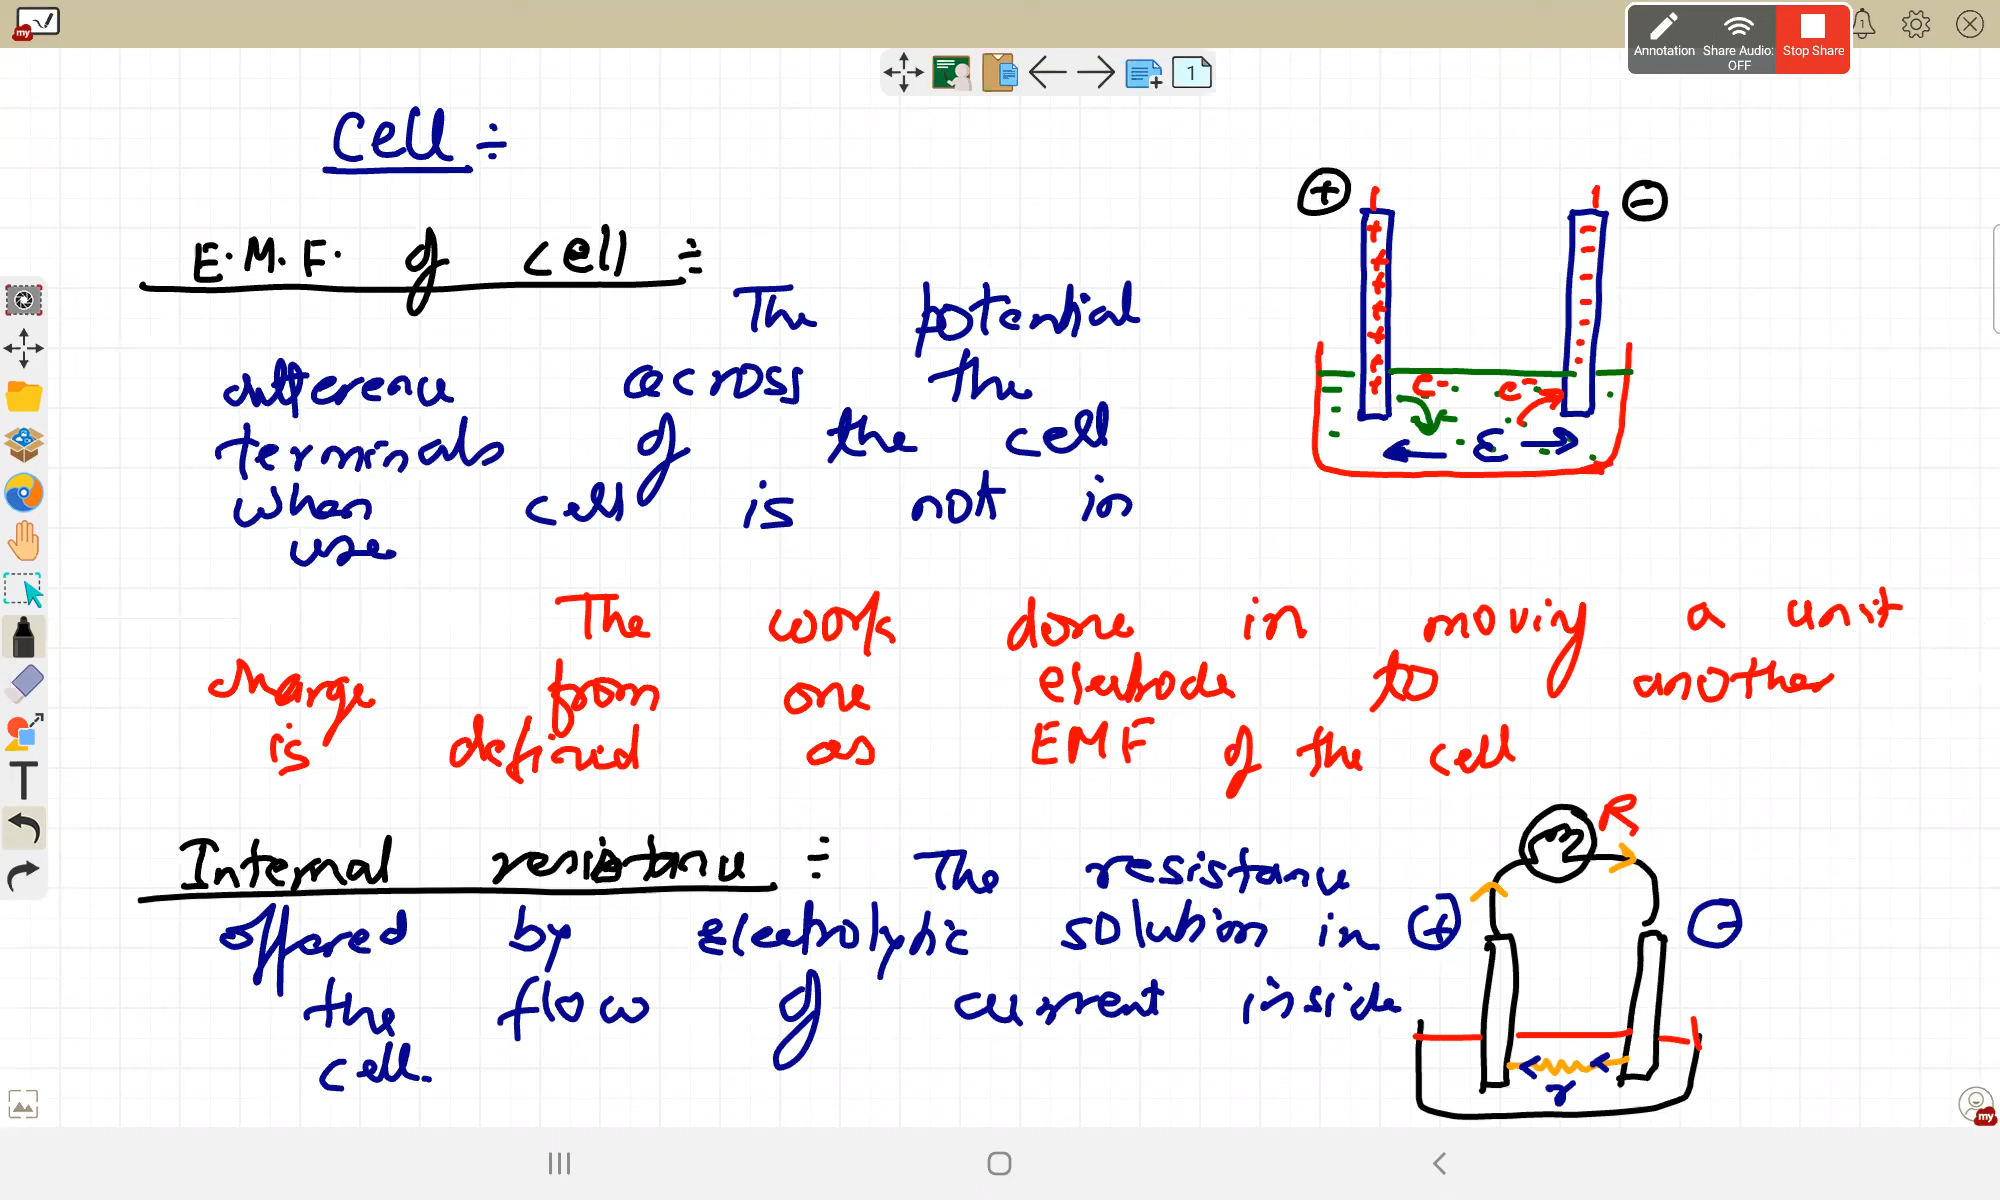 Annotation
Share Audio: OFF
Stop Share
1
1
my
Cell ÷
E.M.F. of cell ÷
The potential
difference across the
terminals of the cell
when cell is not in
use
+ −
e- e-
ε
The work done in moving a unit
charge from one electrode to another
is defined as EMF of the cell
Internal resistance ÷ The resistance
offered by electrolytic solution in
the flow of current inside
cell.
R
+ −
r
T
my